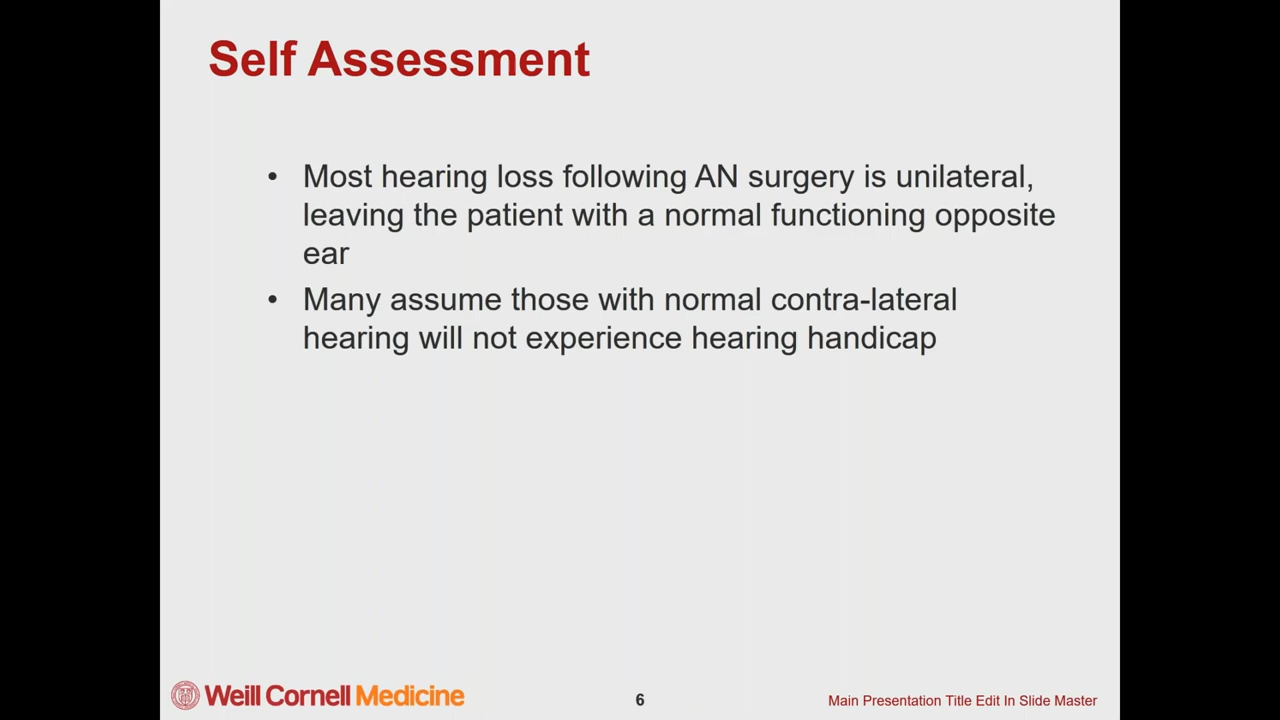 Self Assessment
• Most hearing loss following AN surgery is unilateral,
leaving the patient with a normal functioning opposite
ear
• Many assume those with normal contra-lateral
hearing will not experience hearing handicap
Weill Cornell Medicine
6
Main Presentation Title Edit In Slide Master